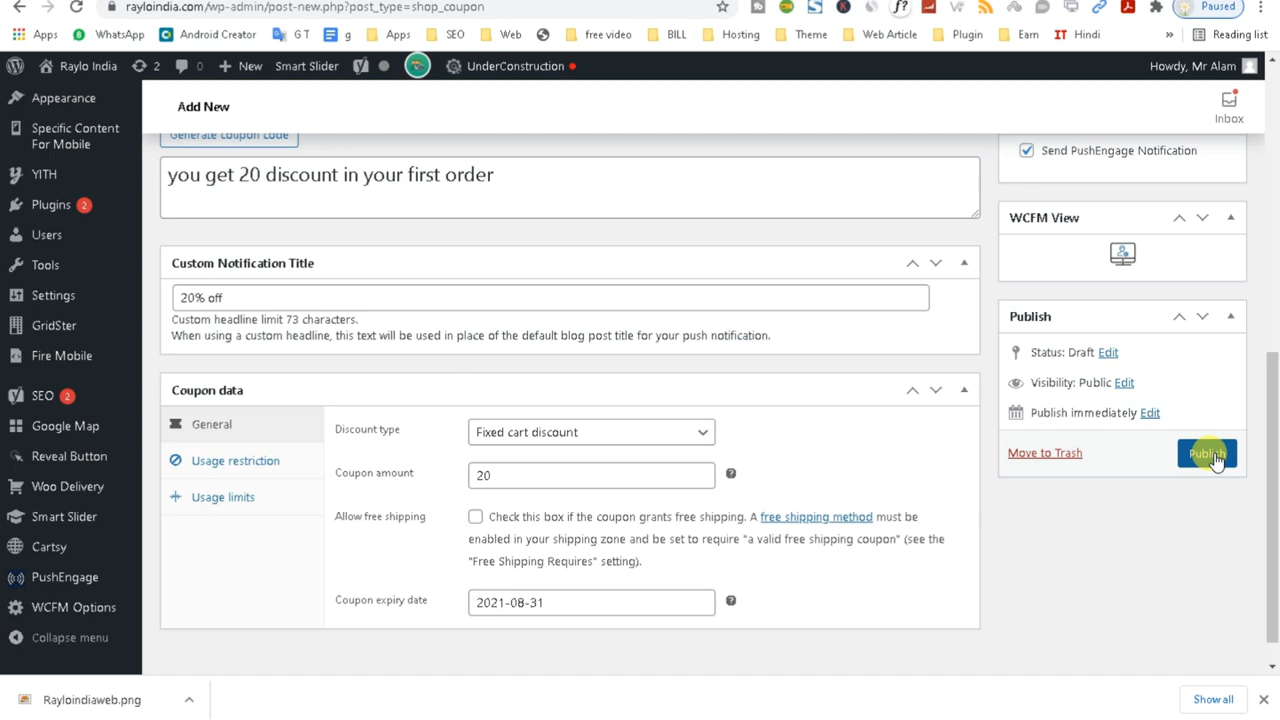 rayloindia.com/wp-admin/post-new.php?post_type=shop_coupon
Paused
Apps WhatsApp Android Creator G T g Apps SEO Web free video BILL Hosting Theme Web Article Plugin Earn IT Hindi » Reading list
Raylo India 2 0 New Smart Slider UnderConstruction Howdy, Mr Alam
Appearance
Specific Content
For Mobile
YITH
Plugins 2
Users
Tools
Settings
GridSter
Fire Mobile
SEO 2
Google Map
Reveal Button
Woo Delivery
Smart Slider
Cartsy
PushEngage
WCFM Options
Collapse menu
Add New
Inbox
Generate coupon code
you get 20 discount in your first order
Custom Notification Title
20% off
Custom headline limit 73 characters.
When using a custom headline, this text will be used in place of the default blog post title for your push notification.
Coupon data
General
Usage restriction
Usage limits
Discount type
Fixed cart discount
Coupon amount
20
Allow free shipping
Check this box if the coupon grants free shipping. A free shipping method must be
enabled in your shipping zone and be set to require "a valid free shipping coupon" (see the
"Free Shipping Requires" setting).
Coupon expiry date
2021-08-31
Send PushEngage Notification
WCFM View
Publish
Status: Draft Edit
Visibility: Public Edit
Publish immediately Edit
Move to Trash
Publish
Rayloindiaweb.png
Show all